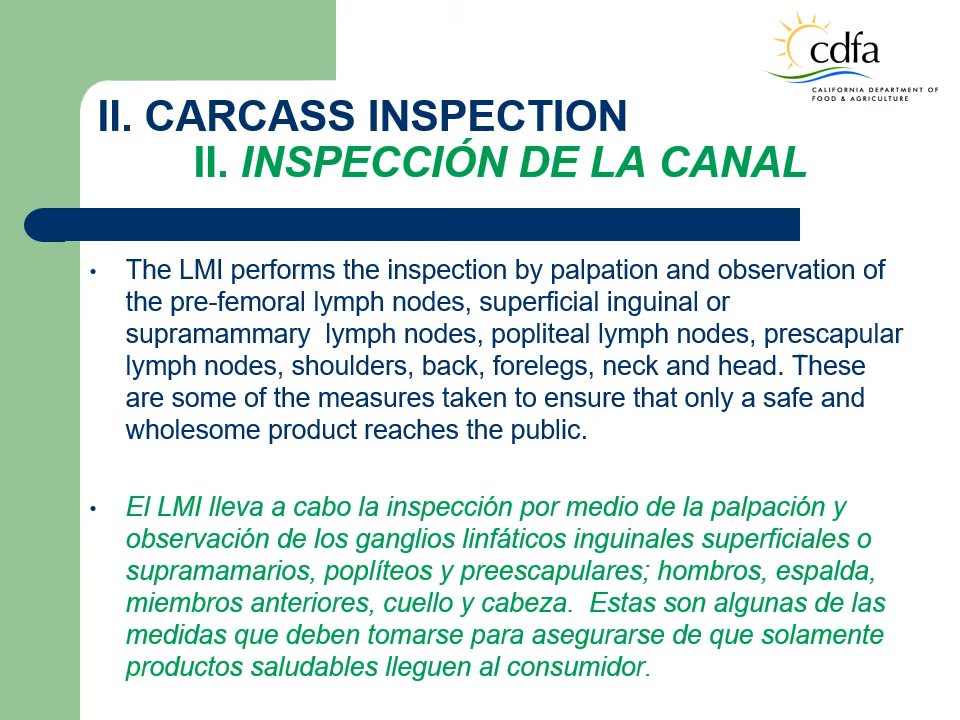 cdfa
CALIFORNIA DEPARTMENT OF
FOOD & AGRICULTURE
II. CARCASS INSPECTION
II. INSPECCIÓN DE LA CANAL
• The LMI performs the inspection by palpation and observation of
the pre-femoral lymph nodes, superficial inguinal or
supramammary  lymph nodes, popliteal lymph nodes, prescapular
lymph nodes, shoulders, back, forelegs, neck and head. These
are some of the measures taken to ensure that only a safe and
wholesome product reaches the public.
• El LMI lleva a cabo la inspección por medio de la palpación y
observación de los ganglios linfáticos inguinales superficiales o
supramamarios, poplíteos y preescapulares; hombros, espalda,
miembros anteriores, cuello y cabeza.  Estas son algunas de las
medidas que deben tomarse para asegurarse de que solamente
productos saludables lleguen al consumidor.